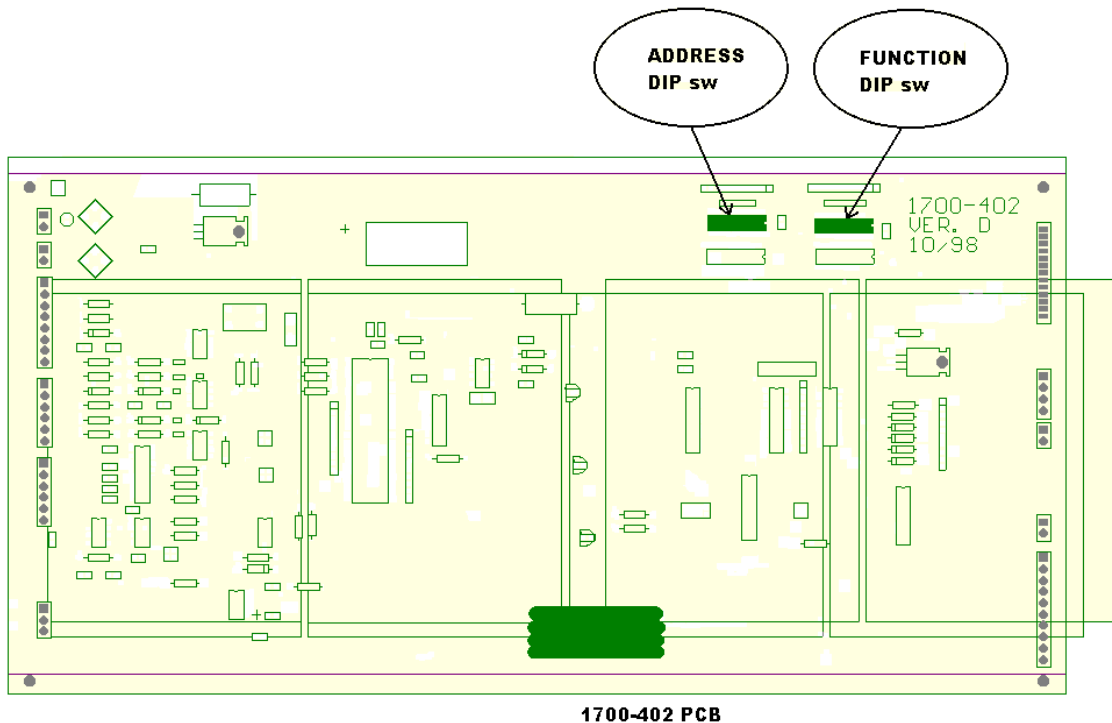 ADDRESS
DIP sw
FUNCTION
DIP sw
1700-402
VER. D
10/98
1700-402 PCB